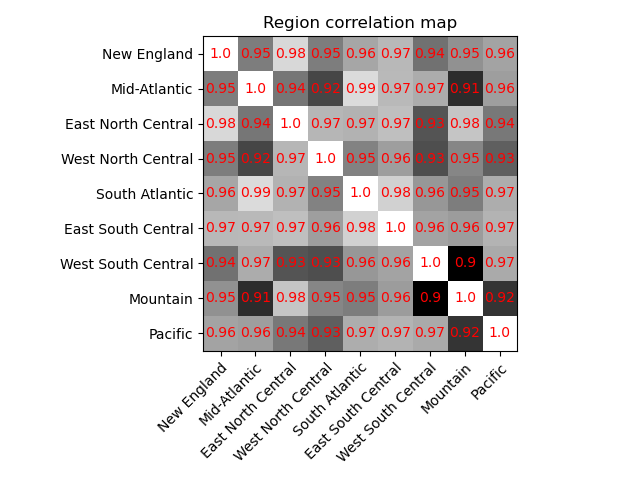 Region correlation map
New England 1.0 0.95 0.98 0.95 0.96 0.97 0.94 0.95 0.96
Mid-Atlantic 0.95 1.0 0.94 0.92 0.99 0.97 0.97 0.91 0.96
East North Central 0.98 0.94 1.0 0.97 0.97 0.97 0.93 0.98 0.94
West North Central 0.95 0.92 0.97 1.0 0.95 0.96 0.93 0.95 0.93
South Atlantic 0.96 0.99 0.97 0.95 1.0 0.98 0.96 0.95 0.97
East South Central 0.97 0.97 0.97 0.96 0.98 1.0 0.96 0.96 0.97
West South Central 0.94 0.97 0.93 0.93 0.96 0.96 1.0 0.9 0.97
Mountain 0.95 0.91 0.98 0.95 0.95 0.96 0.9 1.0 0.92
Pacific 0.96 0.96 0.94 0.93 0.97 0.97 0.97 0.92 1.0
New England
Mid-Atlantic
East North Central
West North Central
South Atlantic
East South Central
West South Central
Mountain
Pacific